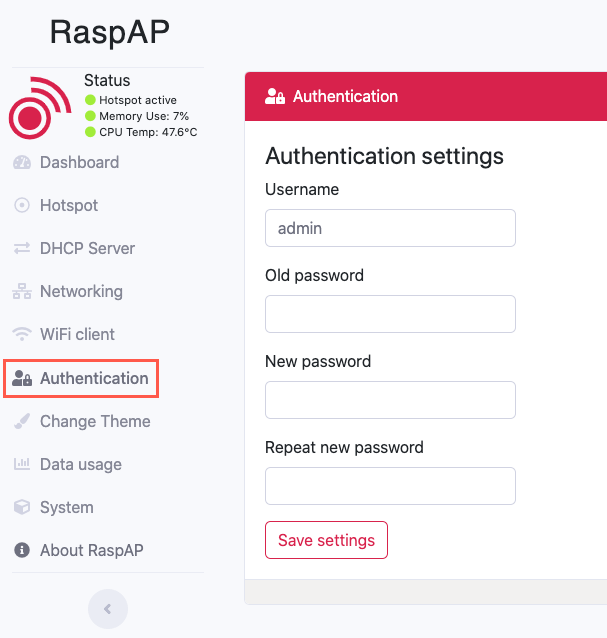 RaspAP
Status
Hotspot active
Memory Use: 7%
CPU Temp: 47.6°C
Dashboard
Hotspot
DHCP Server
Networking
WiFi client
Authentication
Change Theme
Data usage
System
About RaspAP
Authentication
Authentication settings
Username
admin
Old password
New password
Repeat new password
Save settings